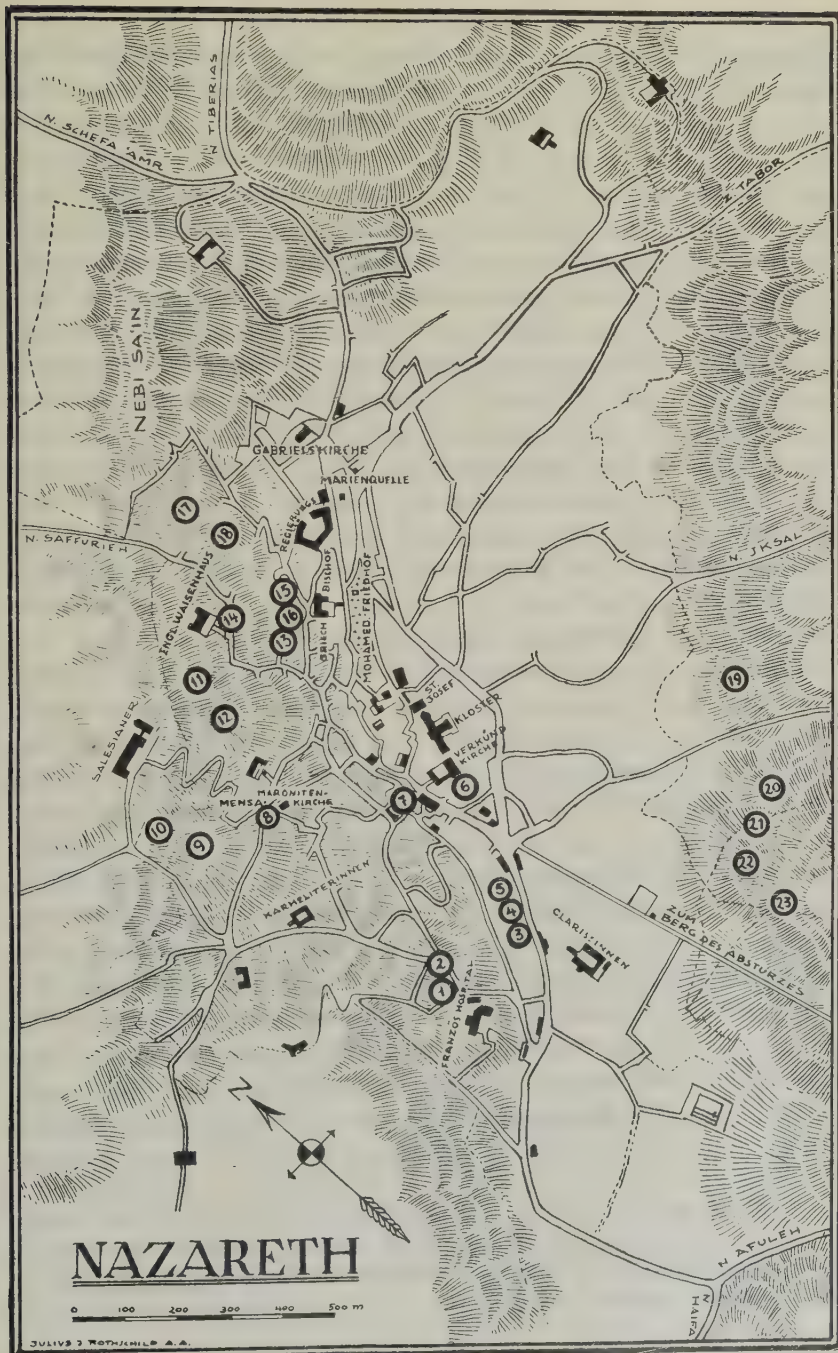 N. SCHEFA 'AMR
N. TIBERIAS
N. TABOR
NEBI SA'IN
GABRIELS KIRCHE
MARIENQUELLE
REGIERUNGS
17
18
N. SAFFURIEH
ENGL. WAISENHAUS
15
16
14
13
GRIECH BISCHOF
MOHAMED. FRIEDHOF
N. JKSAL
11
12
ST. JOSEF
KLOSTER
VERKÜND KIRCHE
19
SALESIANER
MENSA
MARONITEN-
KIRCHE
8
7
6
20
21
22
23
10
9
KARMELITERINNEN
5
4
3
CLARISSINNEN
ZUM
BERG DES ABSTURZES
2
1
FRANZÖS HOSPITAL
N
NAZARETH
0 100 200 300 400 500 m
N AFULEH
N HAIFA
JULIUS J ROTHSCHILD A.A.